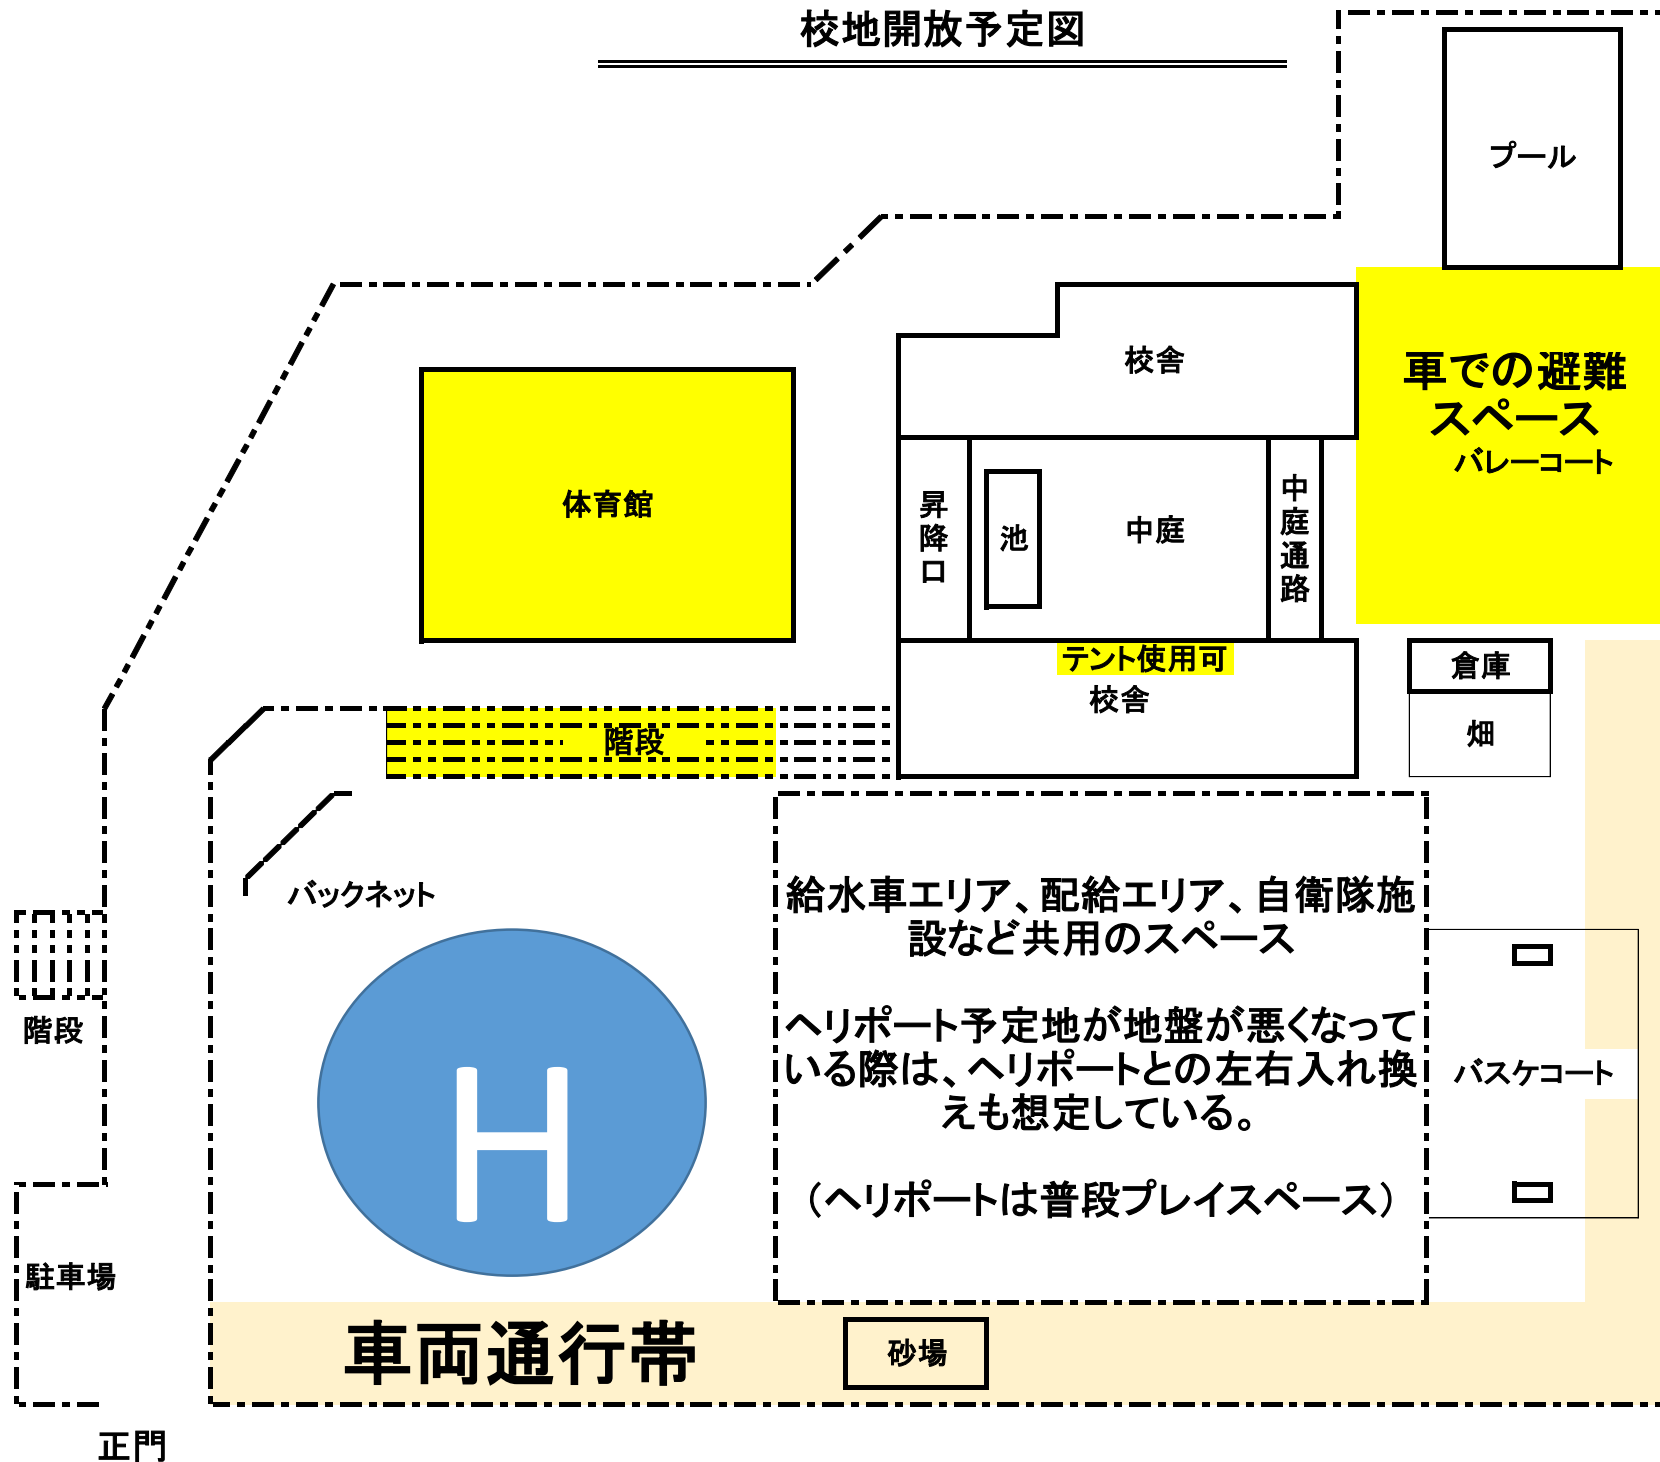 校地開放予定図
プール
車での避難
スペース
バレーコート
校舎
体育館
昇降口
池
中庭
中庭通路
テント使用可
校舎
倉庫
畑
階段
バックネット
給水車エリア、配給エリア、自衛隊施
設など共用のスペース
ヘリポート予定地が地盤が悪くなって
いる際は、ヘリポートとの左右入れ換
えも想定している。
（ヘリポートは普段プレイスペース）
H
階段
バスケコート
駐車場
車両通行帯
砂場
正門